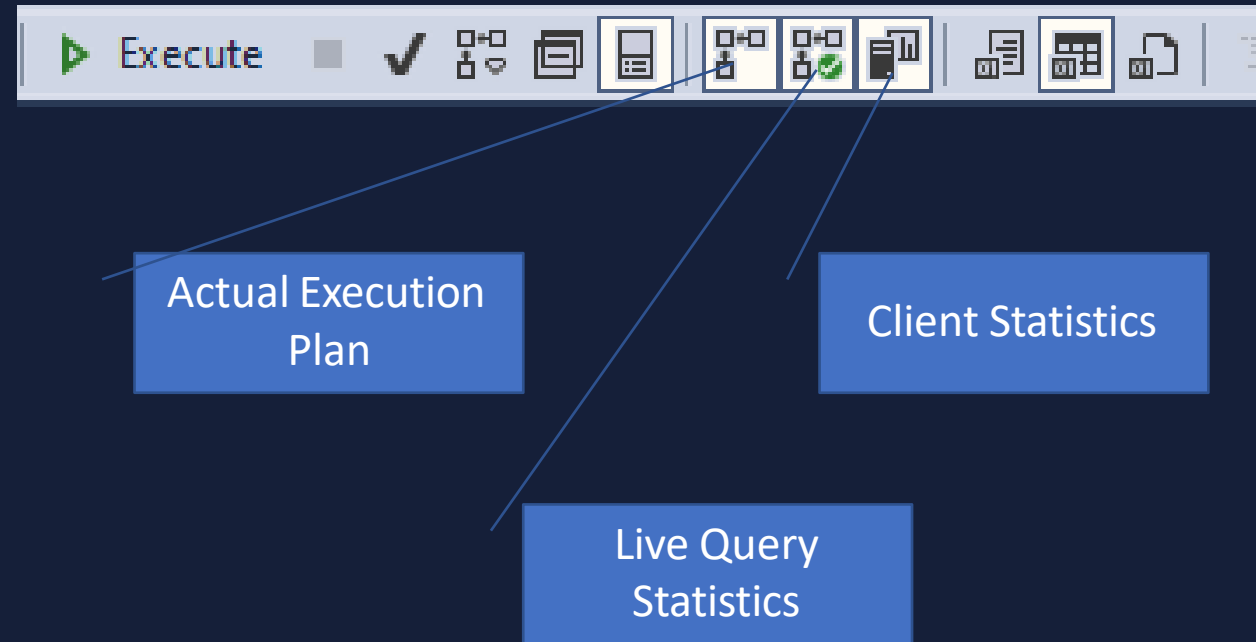 Execute
Actual Execution
Plan
Client Statistics
Live Query
Statistics